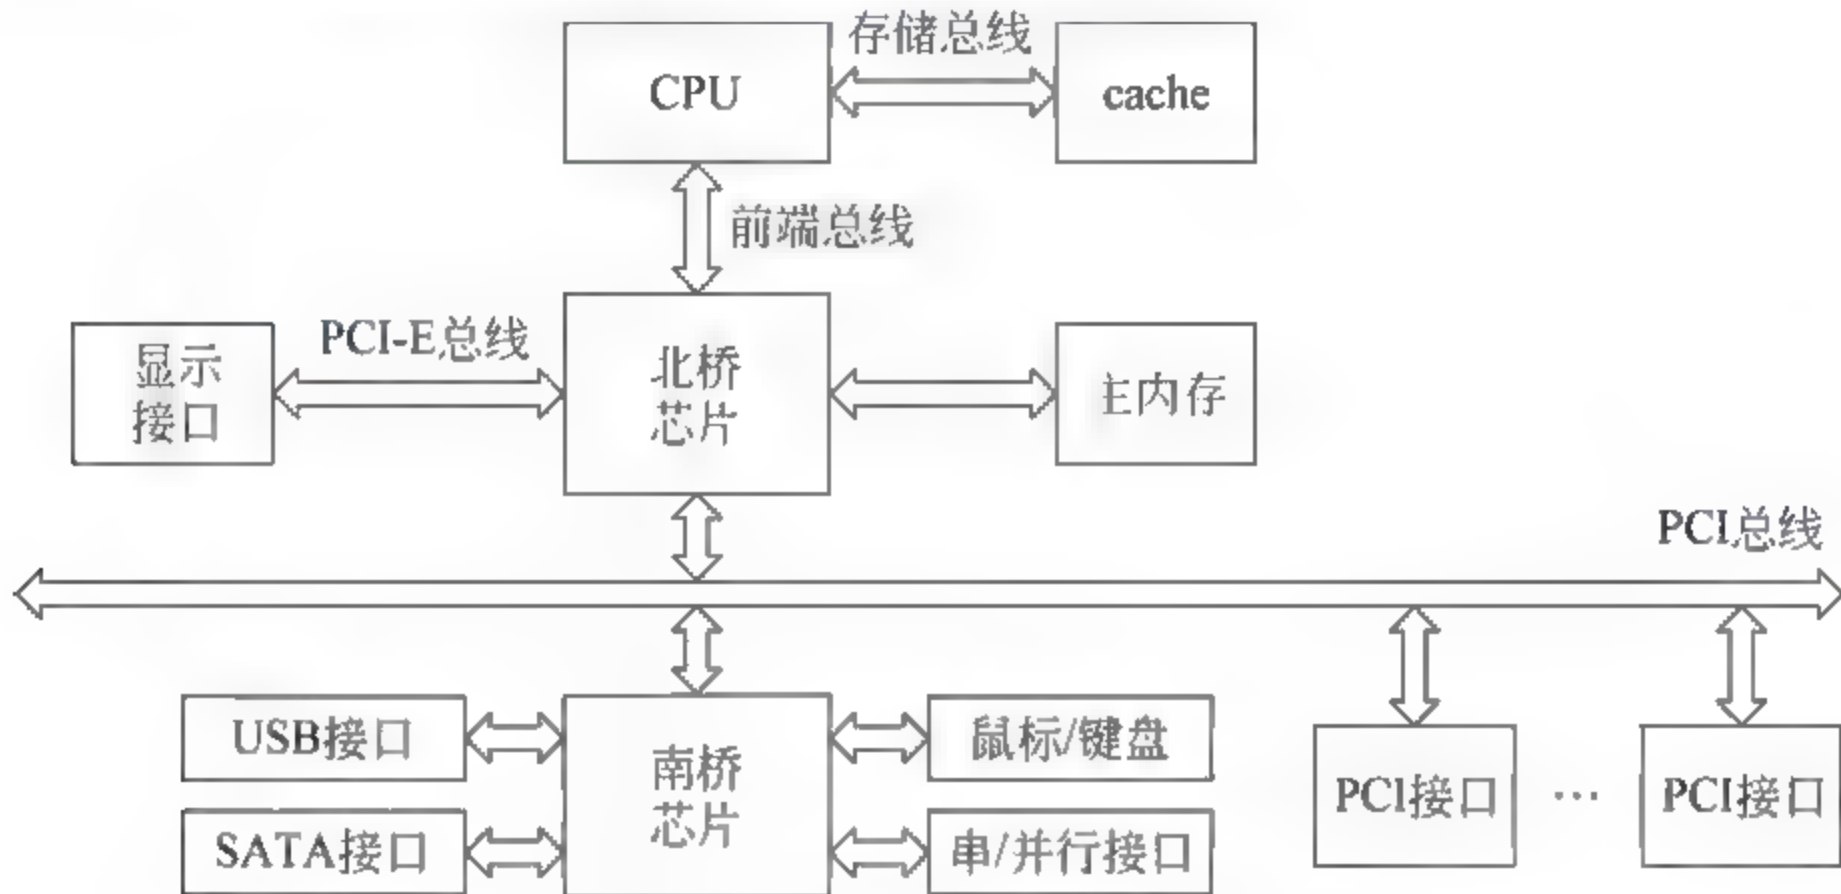 存储总线
CPU
cache
前端总线
PCI-E总线
显示
接口
北桥
芯片
主内存
PCI总线
USB接口
鼠标/键盘
南桥
芯片
PCI接口
…
PCI接口
SATA接口
串/并行接口